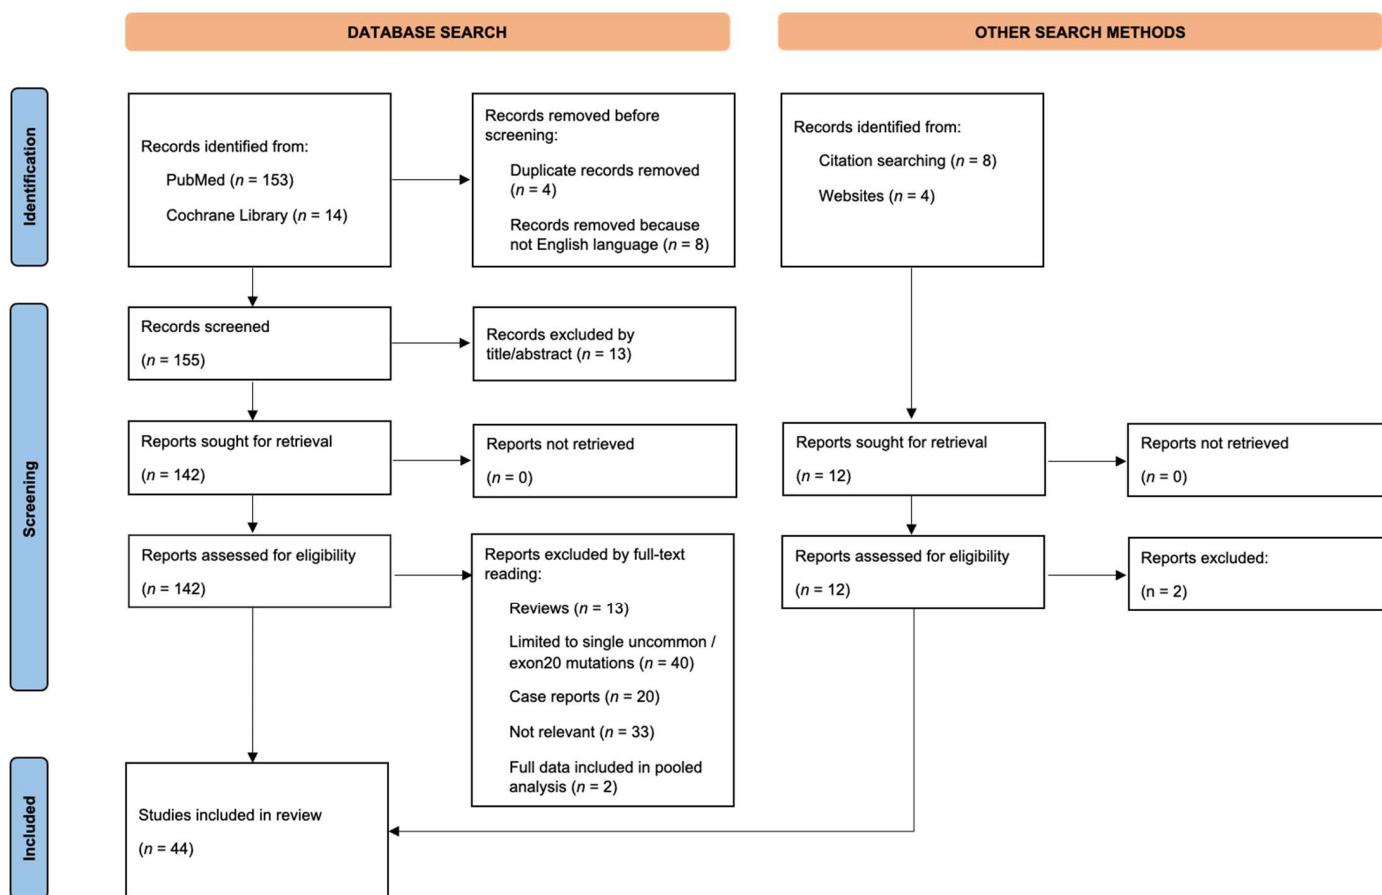 DATABASE SEARCH
OTHER SEARCH METHODS
Identification
Records identified from:
PubMed (n = 153)
Cochrane Library (n = 14)
Records removed before
screening:
Duplicate records removed
(n = 4)
Records removed because
not English language (n = 8)
Records identified from:
Citation searching (n = 8)
Websites (n = 4)
Screening
Records screened
(n = 155)
Records excluded by
title/abstract (n = 13)
Reports sought for retrieval
(n = 142)
Reports not retrieved
(n = 0)
Reports sought for retrieval
(n = 12)
Reports not retrieved
(n = 0)
Reports assessed for eligibility
(n = 142)
Reports excluded by full-text
reading:
Reviews (n = 13)
Limited to single uncommon /
exon20 mutations (n = 40)
Case reports (n = 20)
Not relevant (n = 33)
Full data included in pooled
analysis (n = 2)
Reports assessed for eligibility
(n = 12)
Reports excluded:
(n = 2)
Included
Studies included in review
(n = 44)